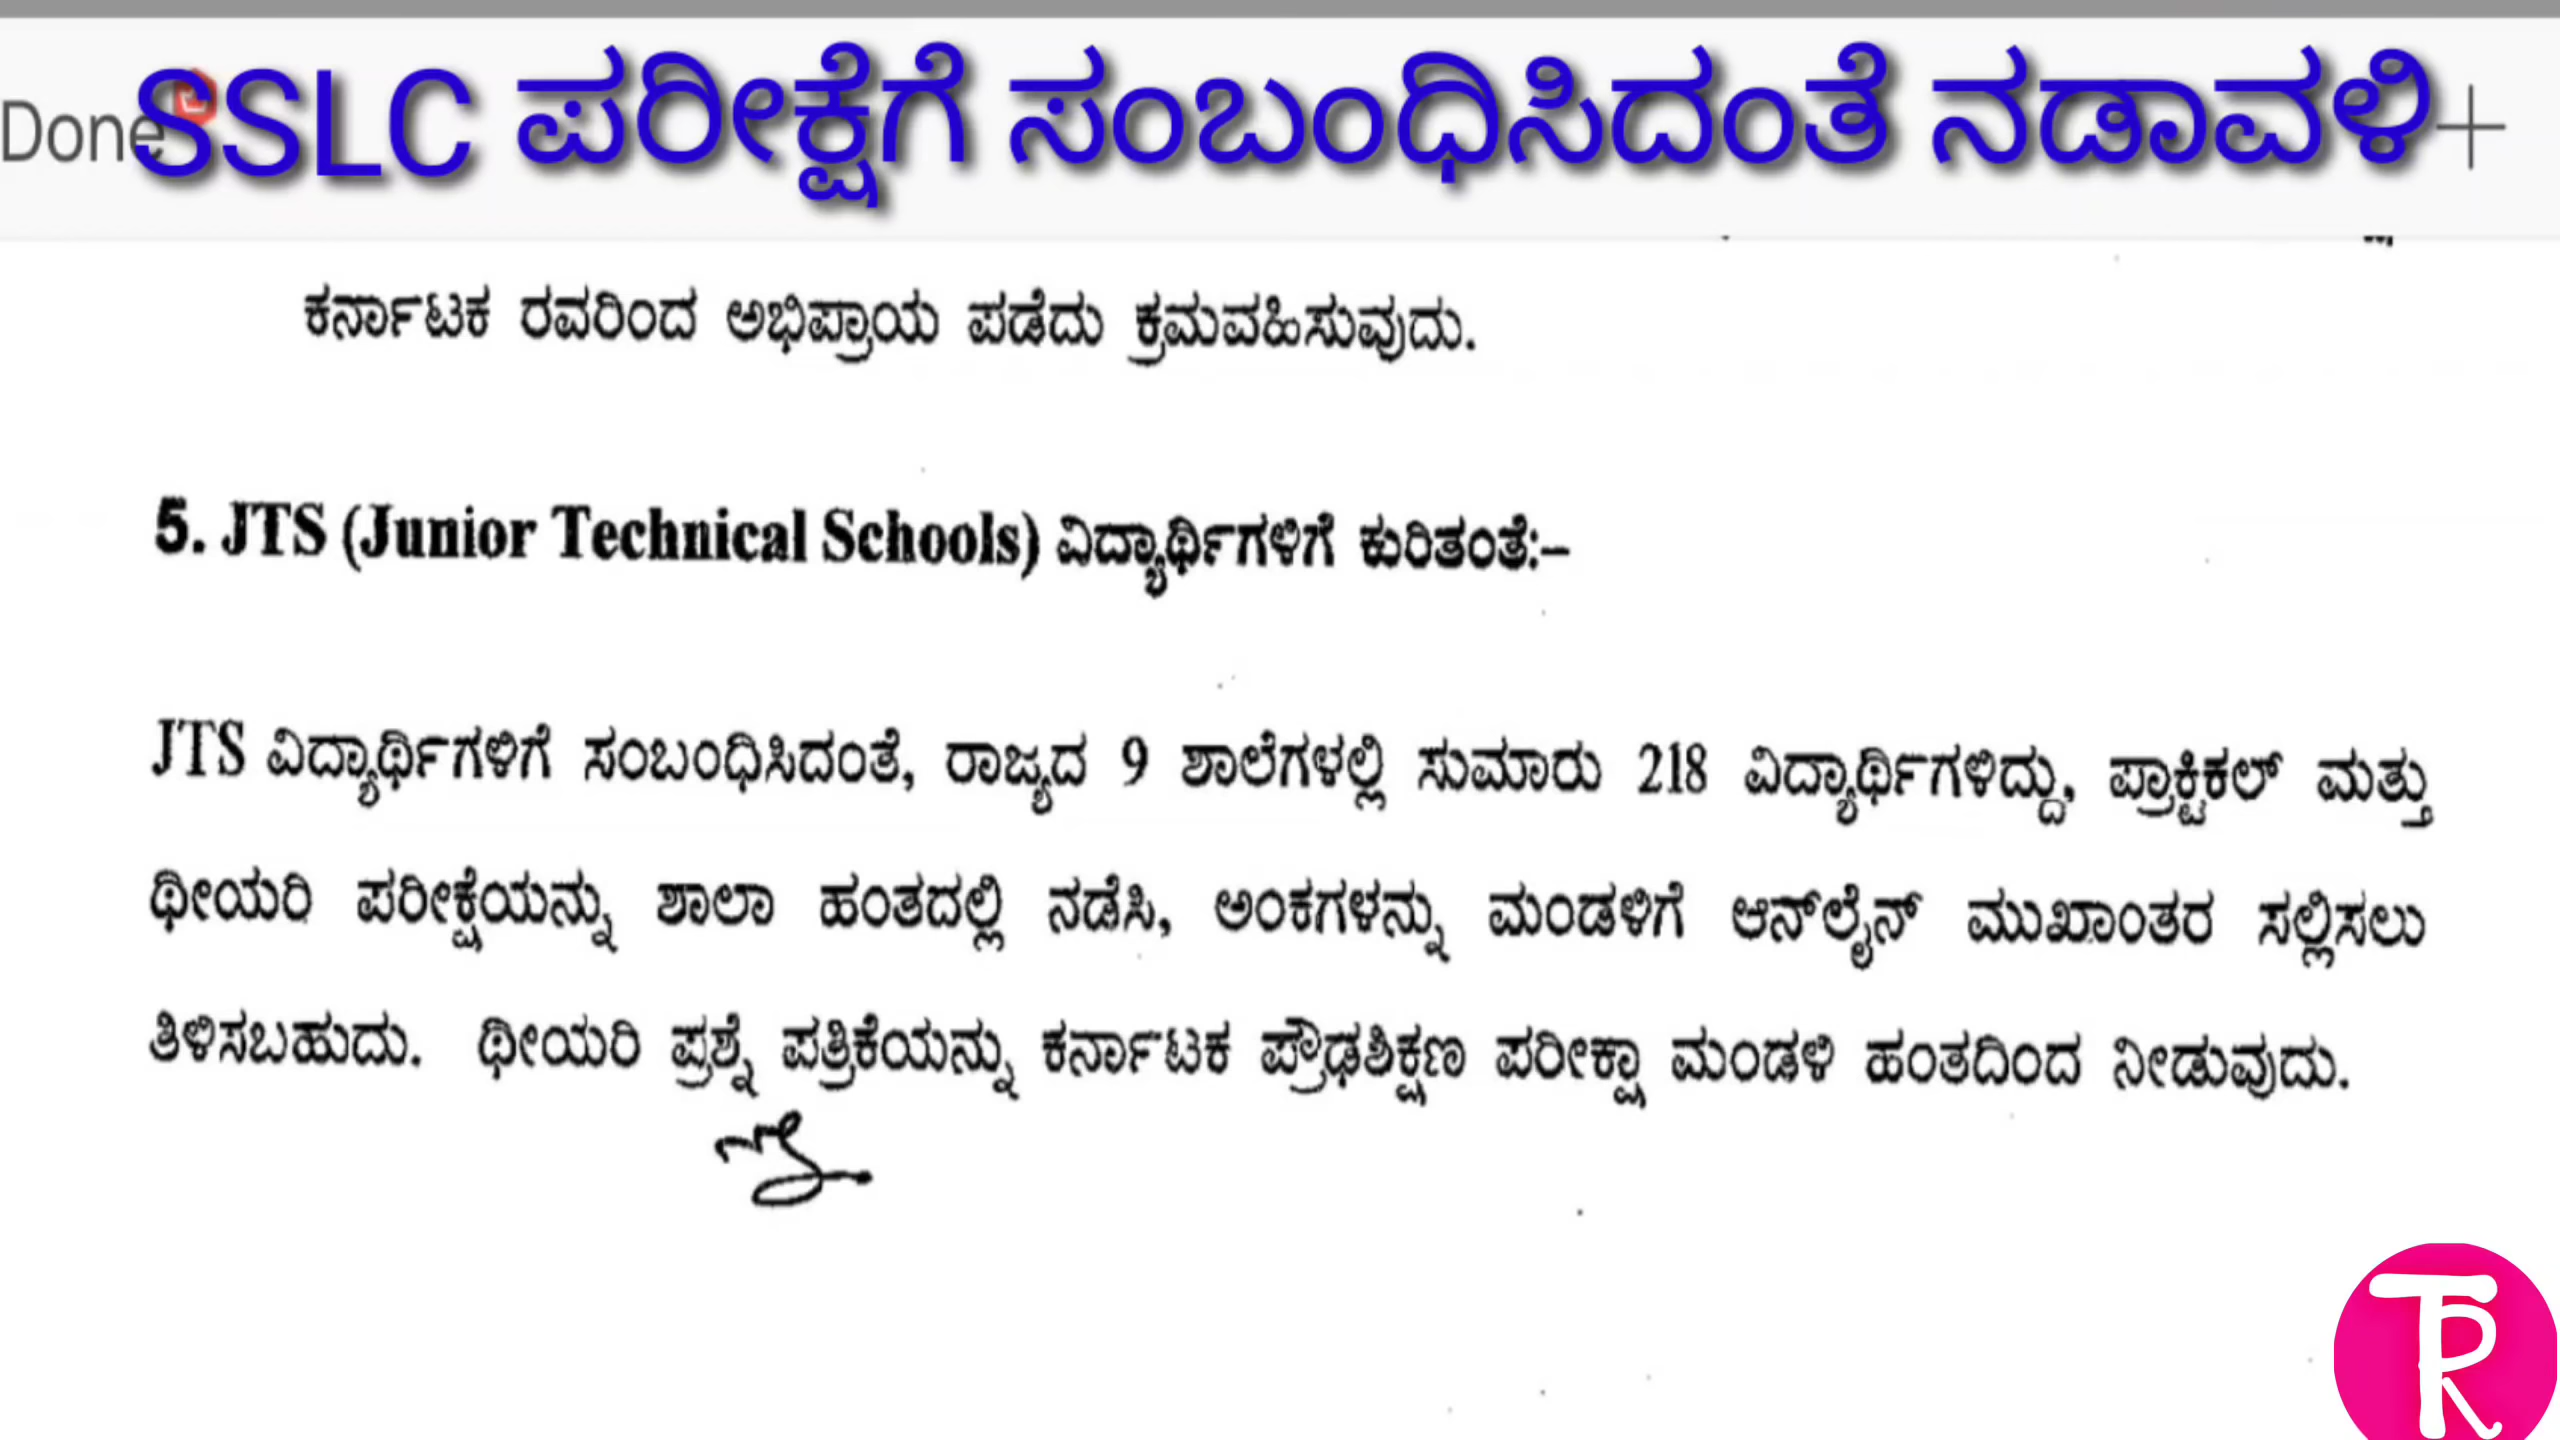 SSLC ಪರೀಕ್ಷೆಗೆ ಸಂಬಂಧಿಸಿದಂತೆ ನಡಾವಳಿ
Done
ಕರ್ನಾಟಕ ರವರಿಂದ ಅಭಿಪ್ರಾಯ ಪಡೆದು ಕ್ರಮವಹಿಸುವುದು.
5. JTS (Junior Technical Schools) ವಿದ್ಯಾರ್ಥಿಗಳಿಗೆ ಕುರಿತಂತೆ:–
JTS ವಿದ್ಯಾರ್ಥಿಗಳಿಗೆ ಸಂಬಂಧಿಸಿದಂತೆ, ರಾಜ್ಯದ 9 ಶಾಲೆಗಳಲ್ಲಿ ಸುಮಾರು 218 ವಿದ್ಯಾರ್ಥಿಗಳಿದ್ದು, ಪ್ರಾಕ್ಟಿಕಲ್ ಮತ್ತು
ಥೀಯರಿ ಪರೀಕ್ಷೆಯನ್ನು ಶಾಲಾ ಹಂತದಲ್ಲಿ ನಡೆಸಿ, ಅಂಕಗಳನ್ನು ಮಂಡಳಿಗೆ ಆನ್‌ಲೈನ್ ಮುಖಾಂತರ ಸಲ್ಲಿಸಲು
ತಿಳಿಸಬಹುದು. ಥೀಯರಿ ಪ್ರಶ್ನೆ ಪತ್ರಿಕೆಯನ್ನು ಕರ್ನಾಟಕ ಪ್ರೌಢಶಿಕ್ಷಣ ಪರೀಕ್ಷಾ ಮಂಡಳಿ ಹಂತದಿಂದ ನೀಡುವುದು.